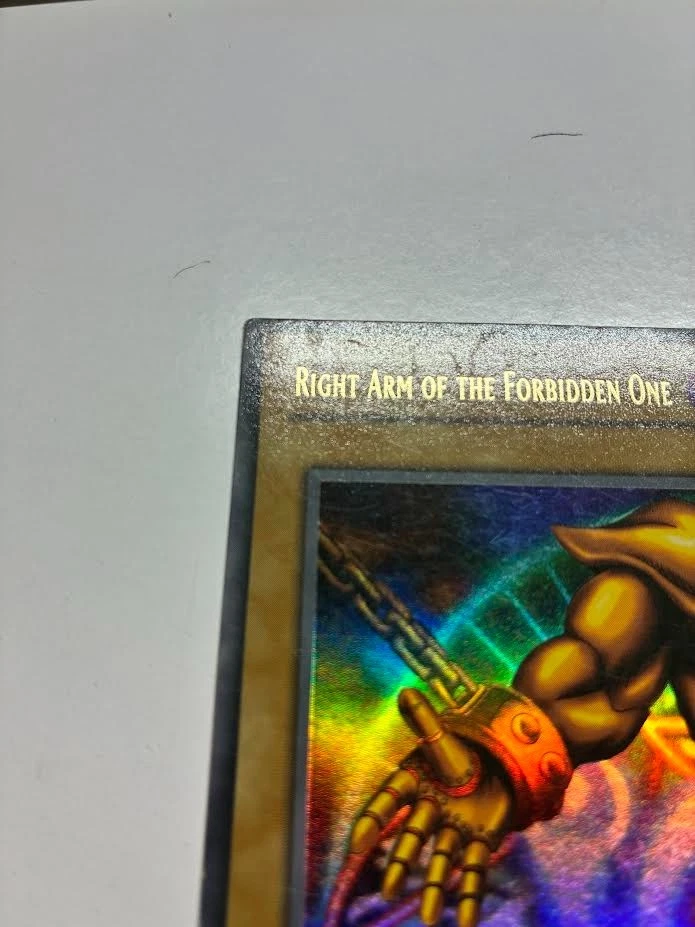 Right Arm of the Forbidden One